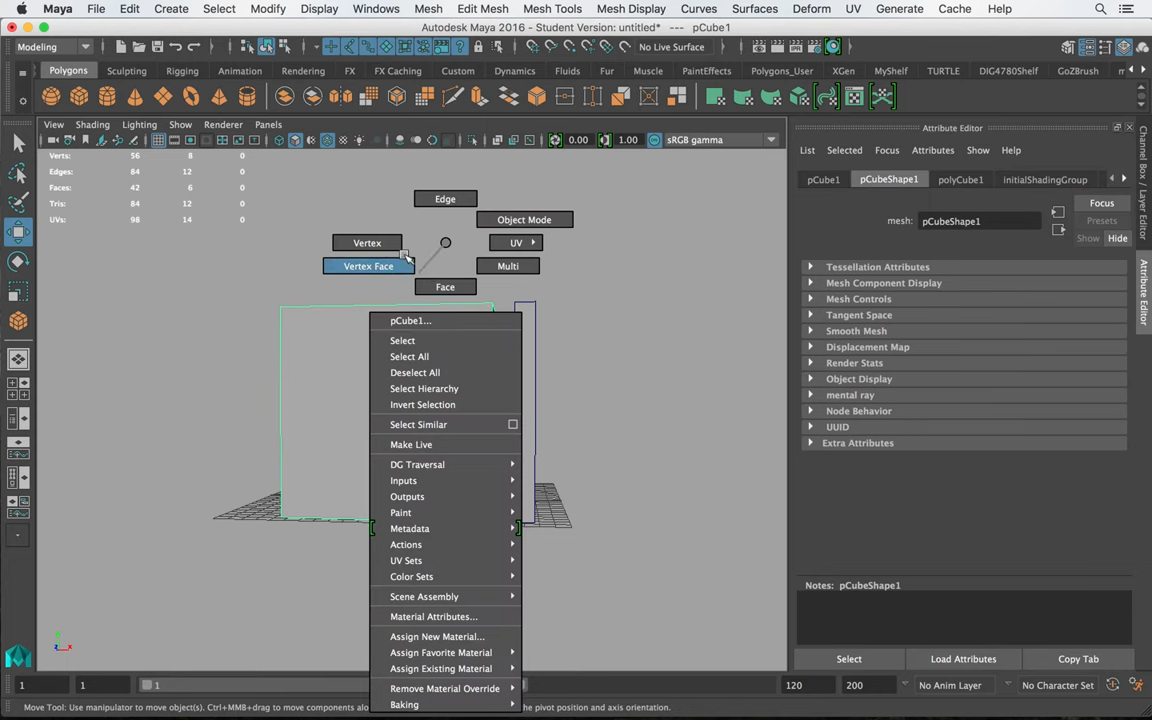 Maya File Edit Create Select Modify Display Windows Mesh Edit Mesh Mesh Tools Mesh Display Curves Surfaces Deform UV Generate Cache Help
Autodesk Maya 2016 - Student Version: untitled* --- pCube1
Modeling No Live Surface
Polygons Sculpting Rigging Animation Rendering FX FX Caching Custom Dynamics Fluids Fur Muscle PaintEffects Polygons_User XGen MyShelf TURTLE DIG4780Shelf GoZBrush
View Shading Lighting Show Renderer Panels
0.00 1.00 sRGB gamma
Verts: 56 8 0
Edges: 84 12 0
Faces: 42 6 0
Tris: 84 12 0
UVs: 98 14 0
Edge
Object Mode
Vertex
UV
Vertex Face
Multi
Face
pCube1...
Select
Select All
Deselect All
Select Hierarchy
Invert Selection
Select Similar
Make Live
DG Traversal
Inputs
Outputs
Paint
Metadata
Actions
UV Sets
Color Sets
Scene Assembly
Material Attributes...
Assign New Material...
Assign Favorite Material
Assign Existing Material
Remove Material Override
Baking
Attribute Editor
List Selected Focus Attributes Show Help
pCube1 pCubeShape1 polyCube1 initialShadingGroup
mesh: pCubeShape1
Focus
Presets
Show Hide
Tessellation Attributes
Mesh Component Display
Mesh Controls
Tangent Space
Smooth Mesh
Displacement Map
Render Stats
Object Display
mental ray
Node Behavior
UUID
Extra Attributes
Notes: pCubeShape1
Select Load Attributes Copy Tab
Channel Box / Layer Editor
Attribute Editor
1 1 1 120 200 No Anim Layer No Character Set
Move Tool: Use manipulator to move object(s). Ctrl+MMB+drag to move components along
the pivot position and axis orientation.